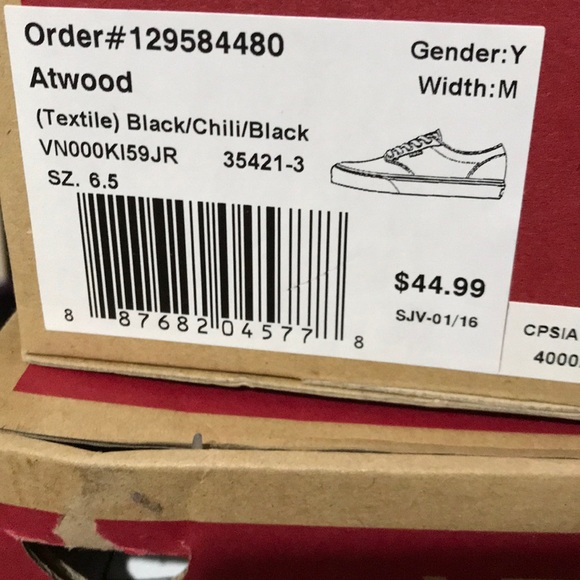 Order#129584480
Gender:Y
Atwood
Width:M
(Textile) Black/Chili/Black
VN000KI59JR 35421-3
SZ. 6.5
$44.99
SJV-01/16
8 87682 04577 8
CPSIA
4000